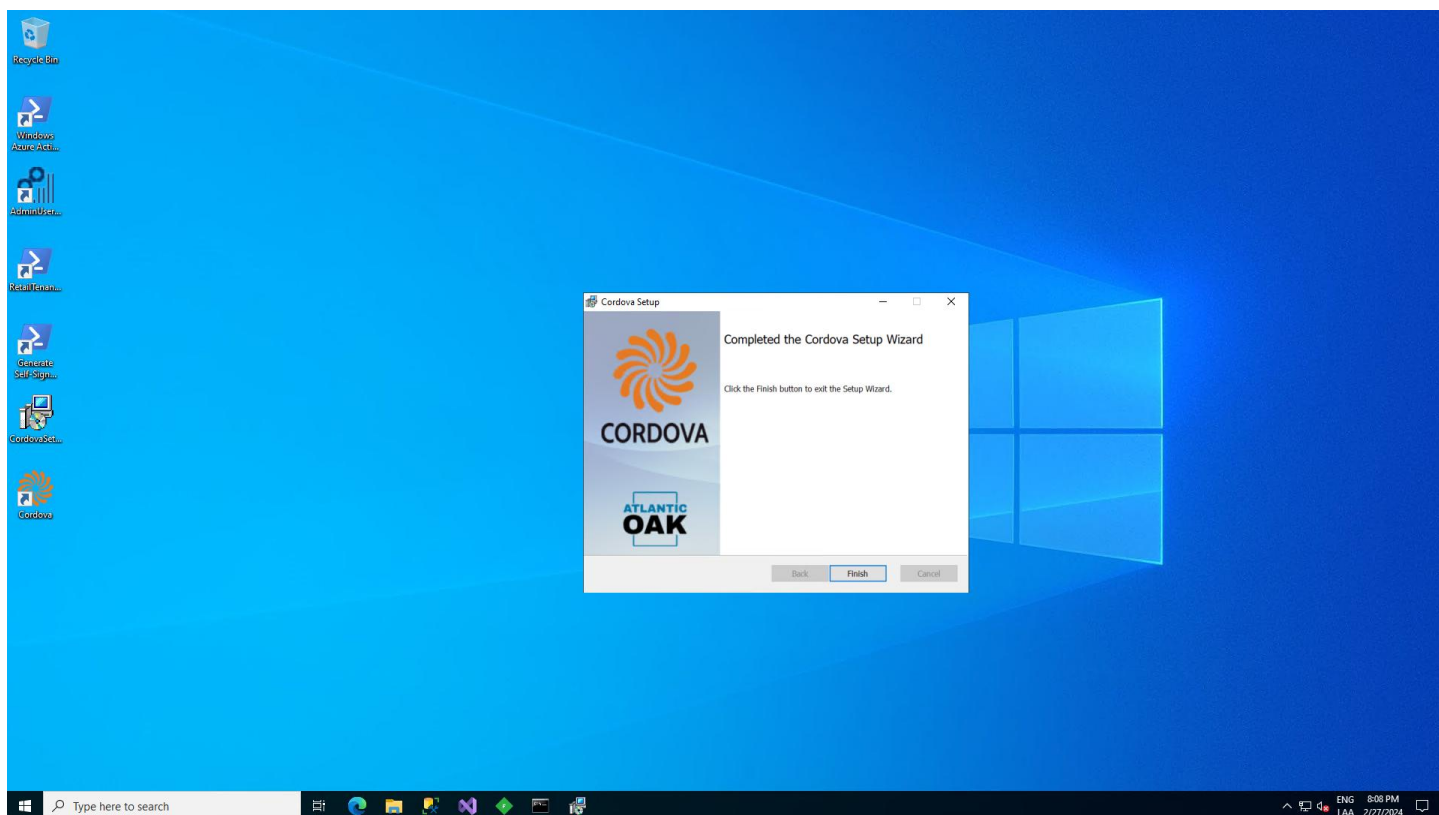 Recycle Bin
Windows
Azure Acti...
AdminUser...
RetailTenan...
Generate
Self-Sign...
CordovaSet...
Cordova
Cordova Setup
Completed the Cordova Setup Wizard
Click the Finish button to exit the Setup Wizard.
CORDOVA
ATLANTIC
OAK
Back
Finish
Cancel
Type here to search
ENG
LAA
8:08 PM
2/27/2024